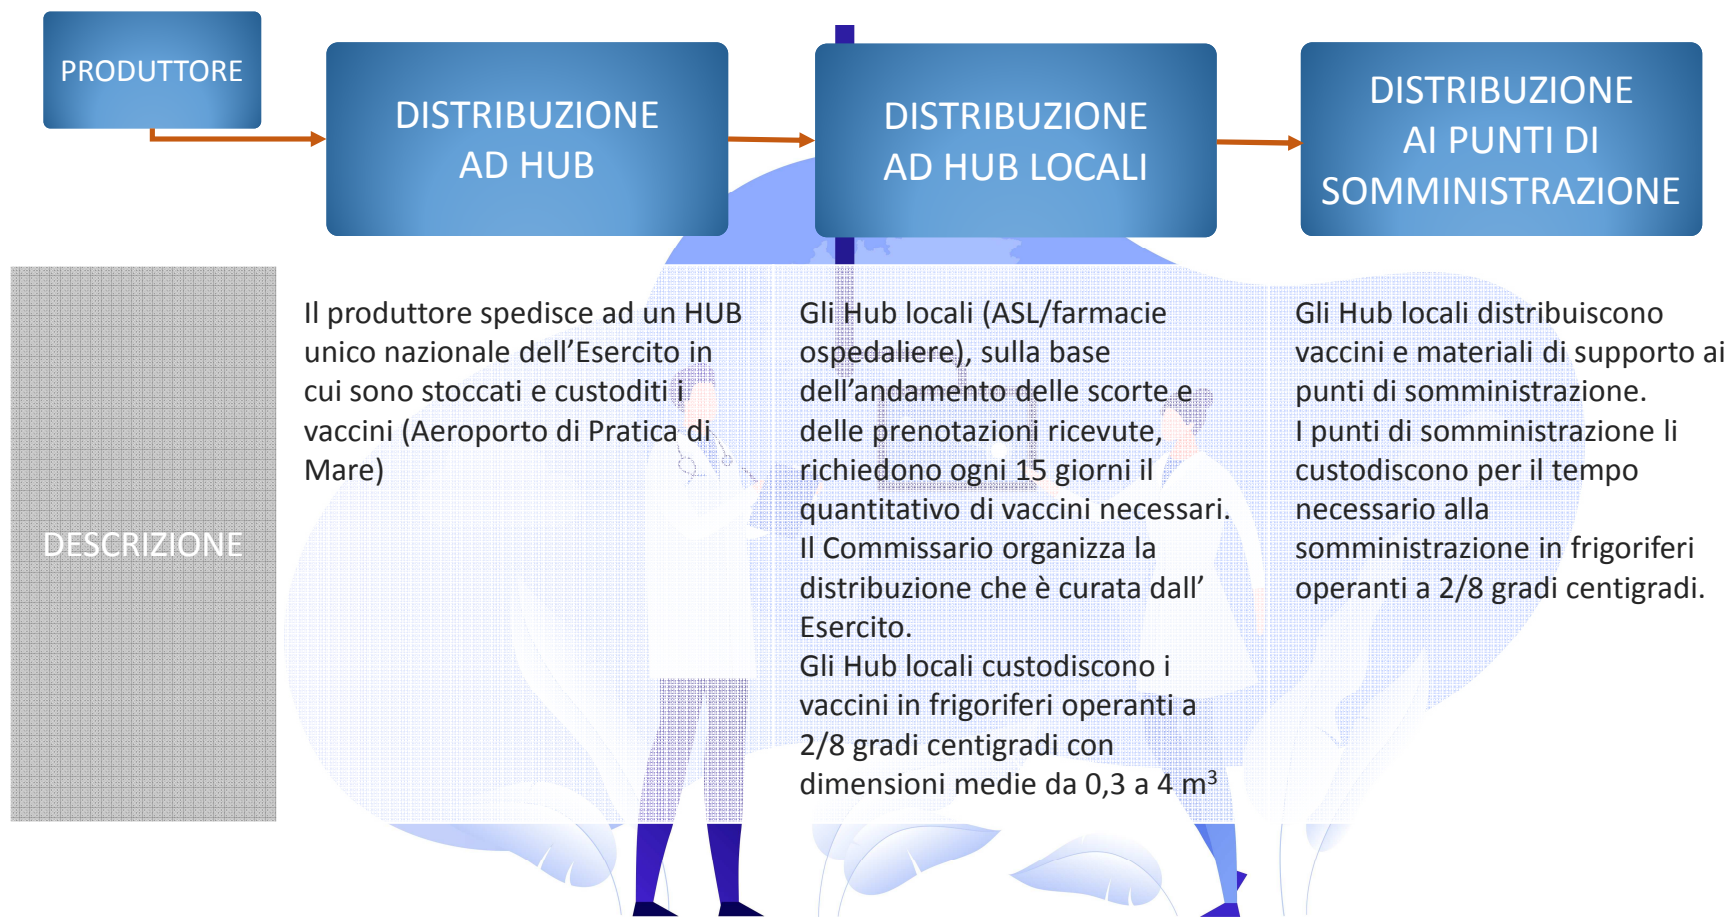 PRODUTTORE
DISTRIBUZIONE
AD HUB
DISTRIBUZIONE
AD HUB LOCALI
DISTRIBUZIONE
AI PUNTI DI
SOMMINISTRAZIONE
DESCRIZIONE
Il produttore spedisce ad un HUB
unico nazionale dell’Esercito in
cui sono stoccati e custoditi i
vaccini (Aeroporto di Pratica di
Mare)
Gli Hub locali (ASL/farmacie
ospedaliere), sulla base
dell’andamento delle scorte e
delle prenotazioni ricevute,
richiedono ogni 15 giorni il
quantitativo di vaccini necessari.
Il Commissario organizza la
distribuzione che è curata dall’
Esercito.
Gli Hub locali custodiscono i
vaccini in frigoriferi operanti a
2/8 gradi centigradi con
dimensioni medie da 0,3 a 4 m³
Gli Hub locali distribuiscono
vaccini e materiali di supporto ai
punti di somministrazione.
I punti di somministrazione li
custodiscono per il tempo
necessario alla
somministrazione in frigoriferi
operanti a 2/8 gradi centigradi.